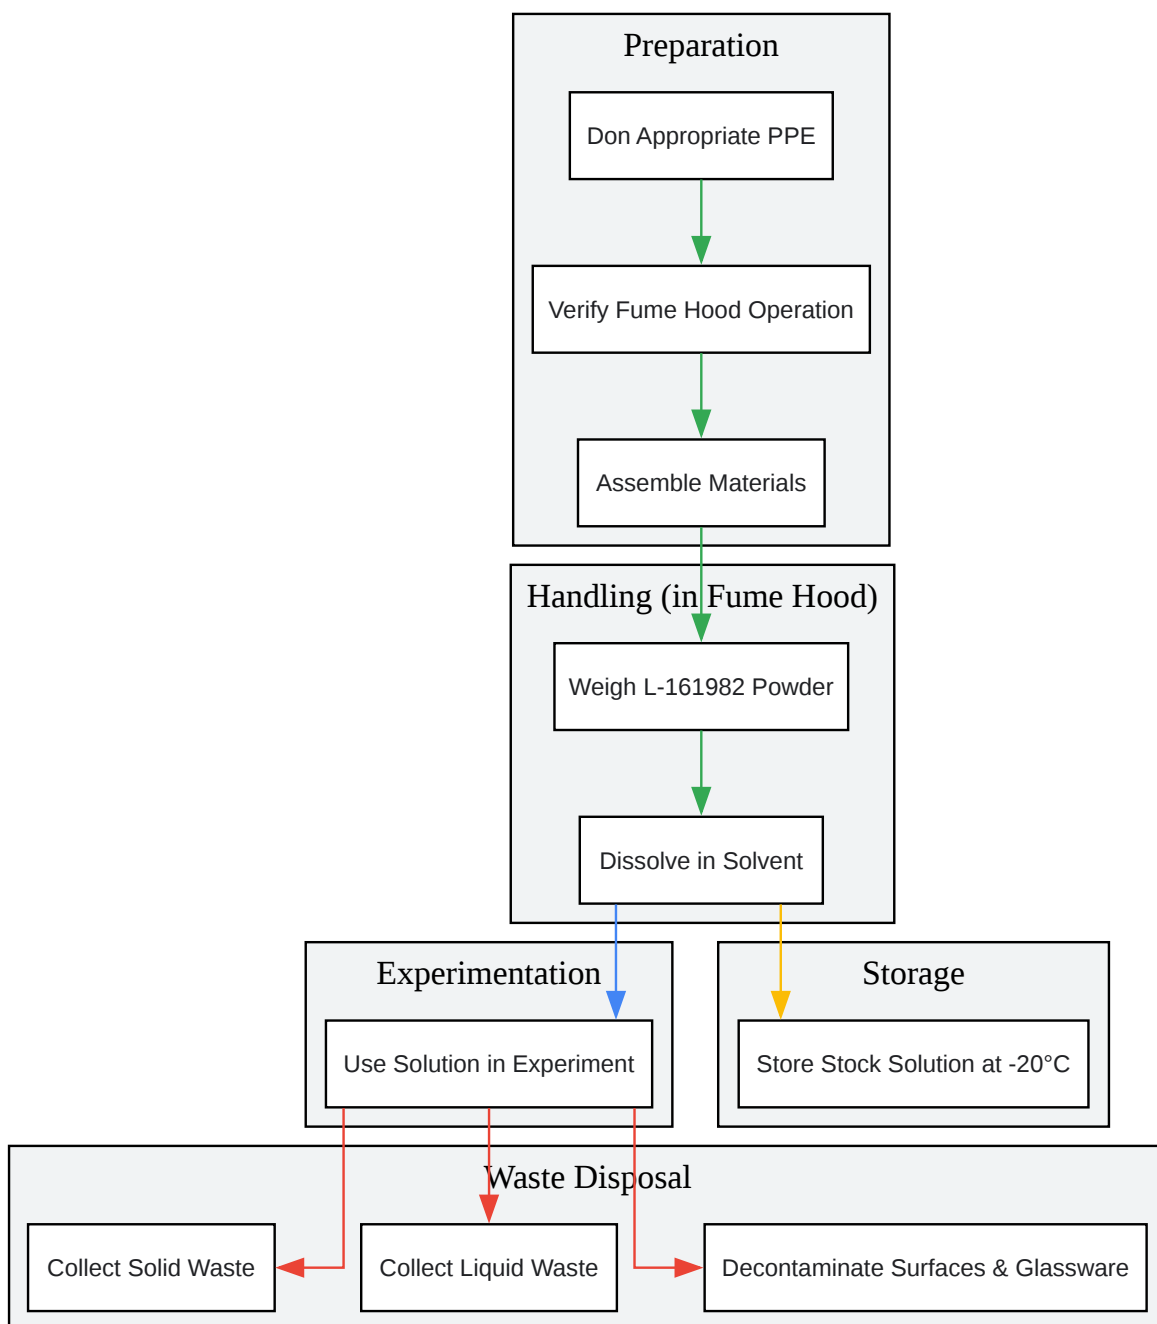 Preparation
Don Appropriate PPE
Verify Fume Hood Operation
Assemble Materials
Handling (in Fume Hood)
Weigh L-161982 Powder
Dissolve in Solvent
Experimentation
Use Solution in Experiment
Storage
Store Stock Solution at -20°C
Waste Disposal
Collect Solid Waste
Collect Liquid Waste
Decontaminate Surfaces & Glassware